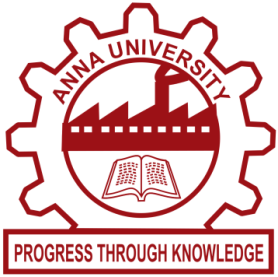 ANNA UNIVERSITY
PROGRESS THROUGH KNOWLEDGE